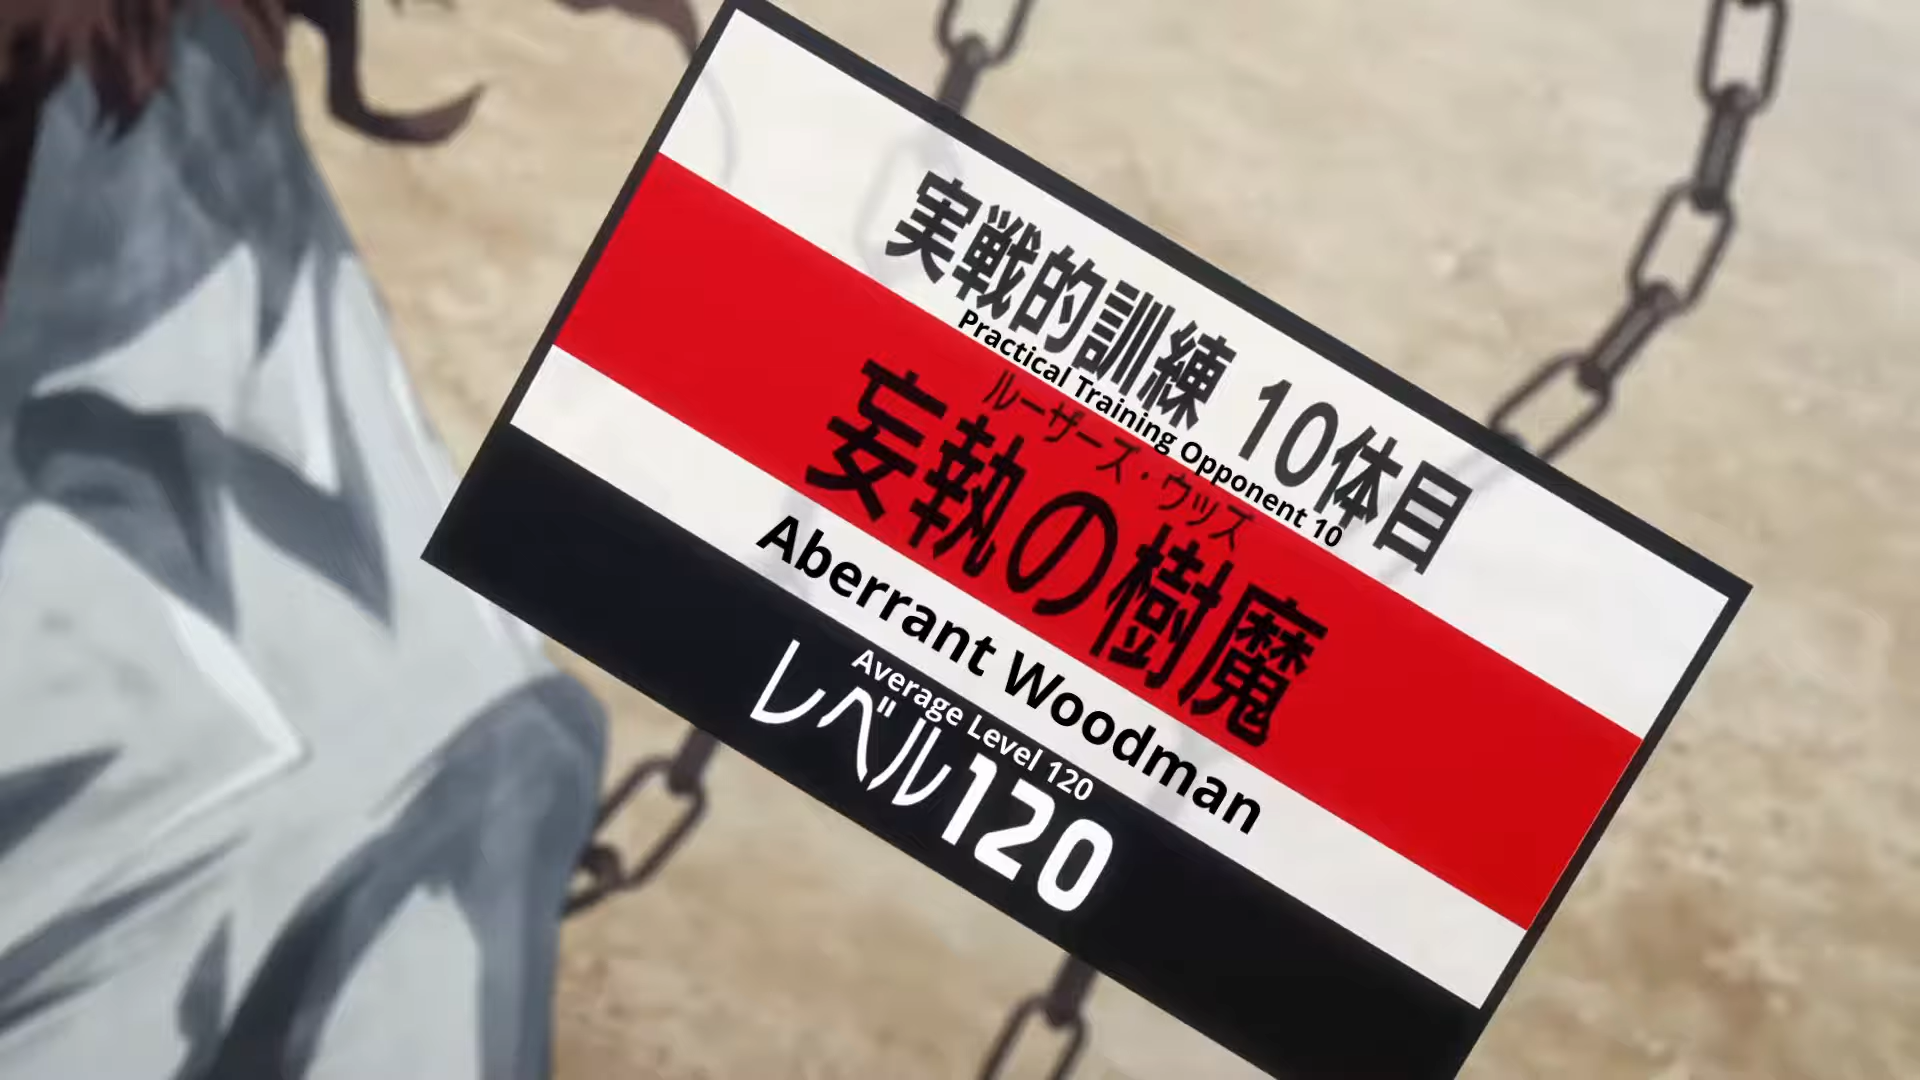 実戦的訓練 10体目
Practical Training Opponent 10
ルーザーズ・ウッズ
妄執の樹魔
Aberrant Woodman
Average Level 120
レベル120